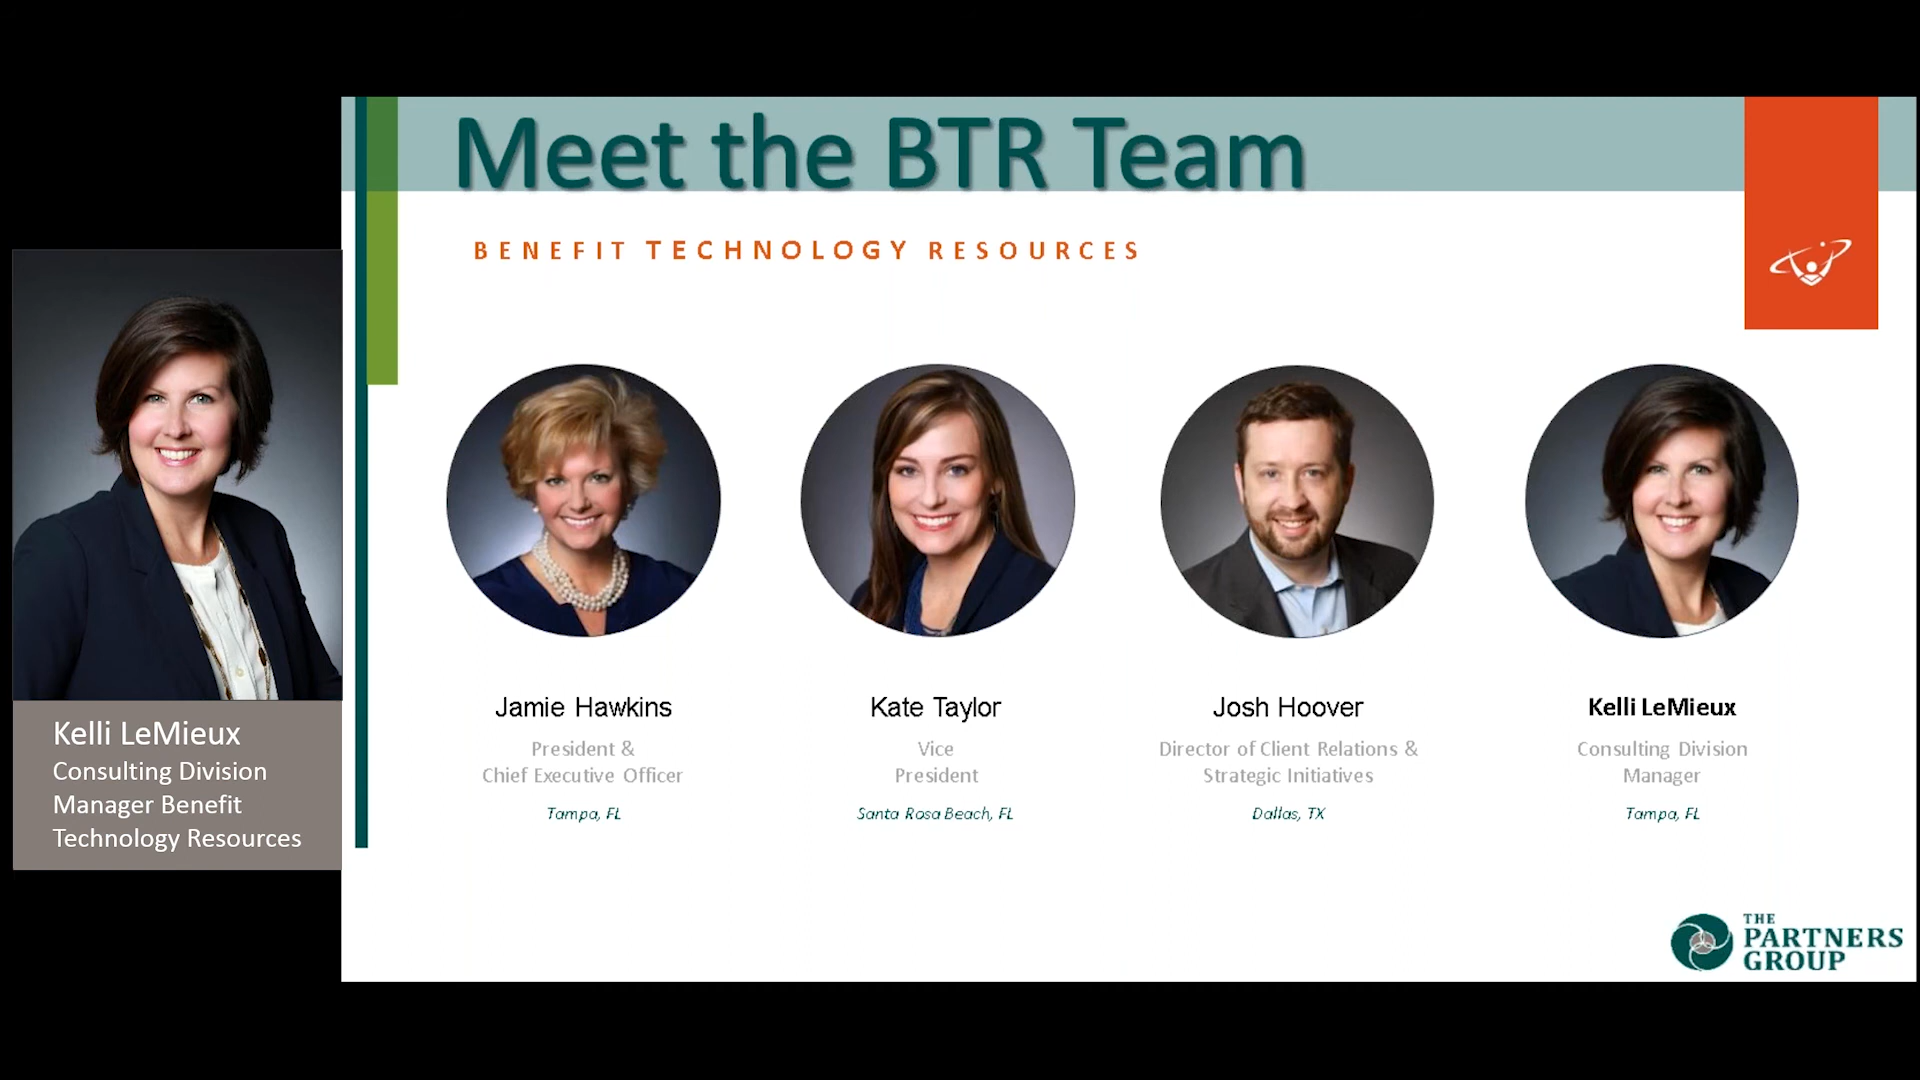 Meet the BTR Team
BENEFIT TECHNOLOGY RESOURCES
Jamie Hawkins
President &
Chief Executive Officer
Tampa, FL
Kate Taylor
Vice
President
Santa Rosa Beach, FL
Josh Hoover
Director of Client Relations &
Strategic Initiatives
Dallas, TX
Kelli LeMieux
Consulting Division
Manager
Tampa, FL
Kelli LeMieux
Consulting Division
Manager Benefit
Technology Resources
THE
PARTNERS
GROUP